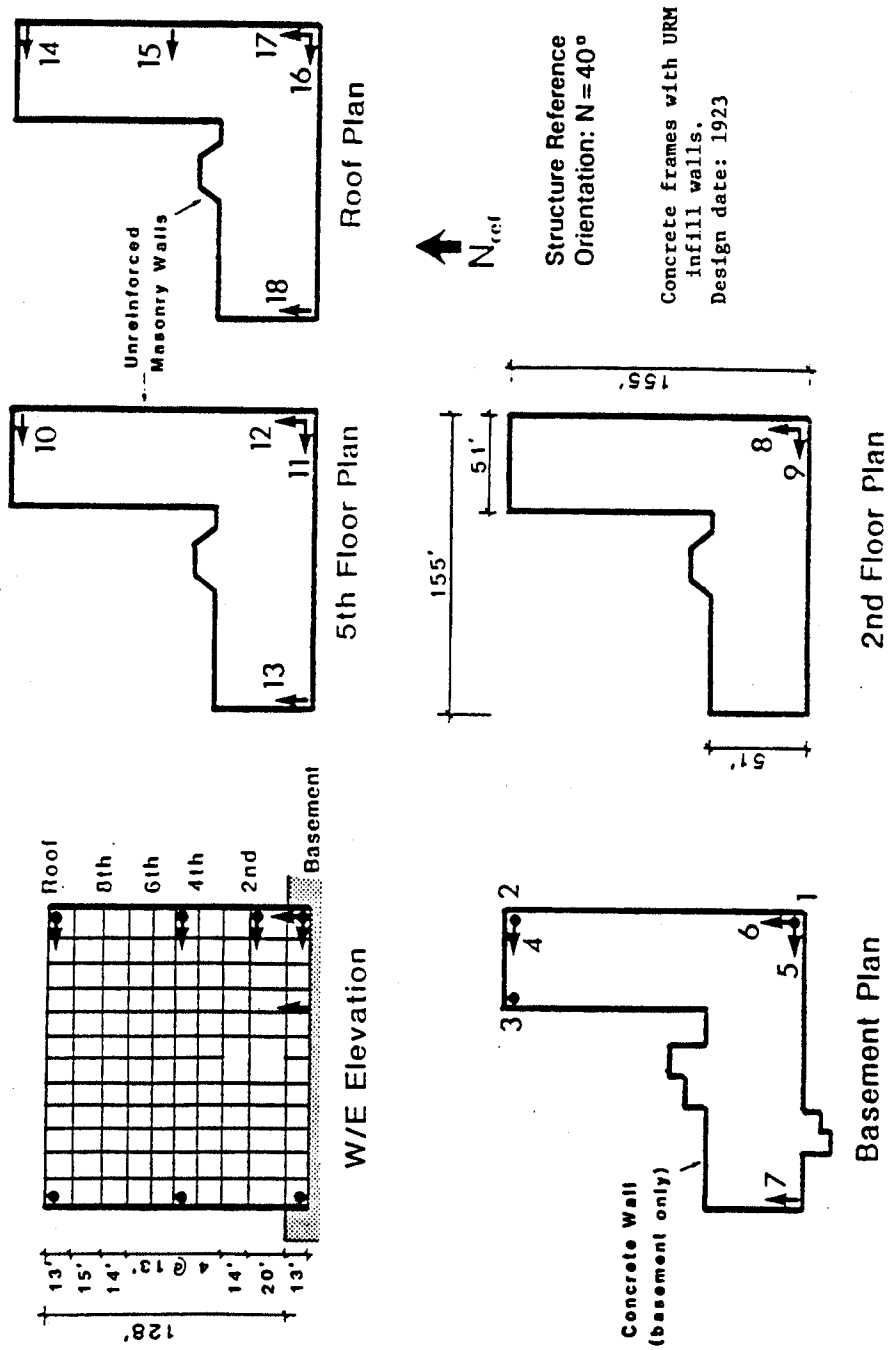 13'
15'
14'
4 @ 13'
14'
20'
13'
128'
Roof
8th
6th
4th
2nd
Basement
W/E Elevation
10
12
11
13
5th Floor Plan
Unreinforced
Masonry Walls
14
15
17
16
18
Roof Plan
Concrete Wall
(basement only)
3
2
4
6
5
1
7
Basement Plan
155'
51'
155'
51'
8
9
2nd Floor Plan
Nref
Structure Reference
Orientation: N=40°
Concrete frames with URM
infill walls.
Design date: 1923